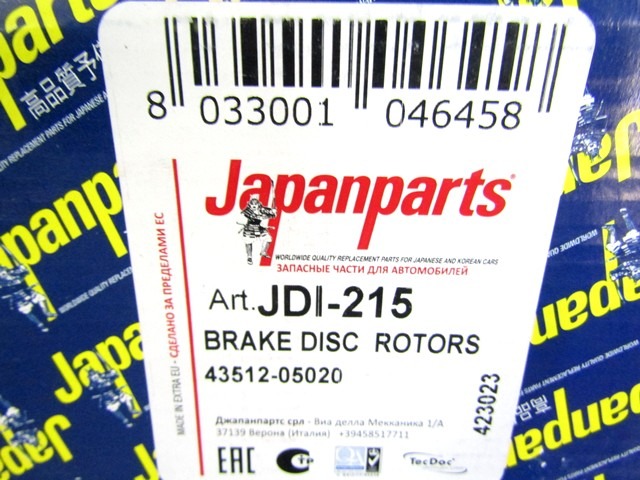 8 033001 046458
Japanparts®
WORLDWIDE QUALITY REPLACEMENT PARTS FOR JAPANESE AND KOREAN CARS
ЗАПАСНЫЕ ЧАСТИ ДЛЯ АВТОМОБИЛЕЙ
MADE IN EXTRA EU - СДЕЛАНО ЗА ПРЕДЕЛАМИ ЕС
Art. JDI-215
BRAKE DISC ROTORS
43512-05020
423023
Джапанпартс срл - Виа делла Мекканика 1/А
37139 Верона (Италия) +39458517711
EAC
TecDoc